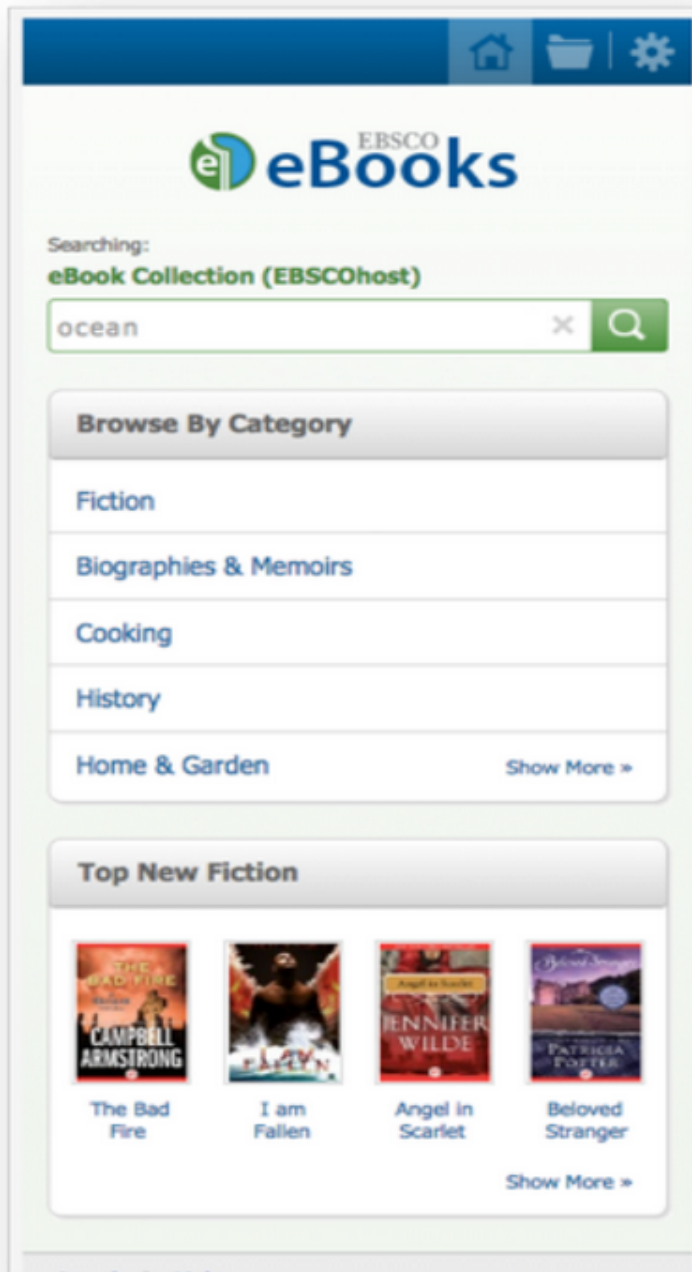 EBSCO
eBooks
Searching:
eBook Collection (EBSCOhost)
ocean
Browse By Category
Fiction
Biographies & Memoirs
Cooking
History
Home & Garden Show More »
Top New Fiction
THE BAD FIRE
CAMPBELL ARMSTRONG
I AM FALLEN
Angel in Scarlet
JENNIFER WILDE
Beloved Stranger
PATRICIA POTTER
The Bad Fire
I am Fallen
Angel in Scarlet
Beloved Stranger
Show More »